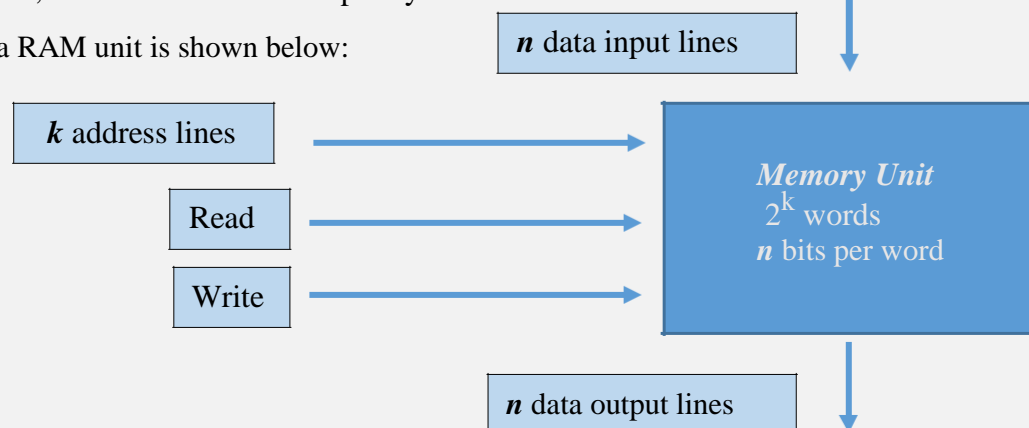 a RAM unit is shown below:
n data input lines
k address lines
Memory Unit
2^k words
n bits per word
Read
Write
n data output lines